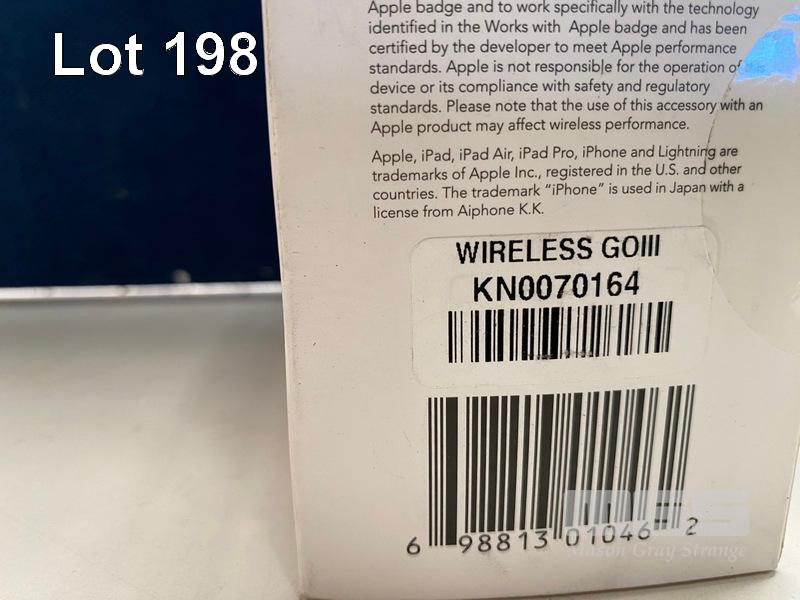 Lot 198
Apple badge and to work specifically with the technology
identified in the Works with Apple badge and has been
certified by the developer to meet Apple performance
standards. Apple is not responsible for the operation of this
device or its compliance with safety and regulatory
standards. Please note that the use of this accessory with an
Apple product may affect wireless performance.
Apple, iPad, iPad Air, iPad Pro, iPhone and Lightning are
trademarks of Apple Inc., registered in the U.S. and other
countries. The trademark “iPhone” is used in Japan with a
license from Aiphone K.K.
WIRELESS GOIII
KN0070164
6 98813 01046 2
Mason Gray Strange